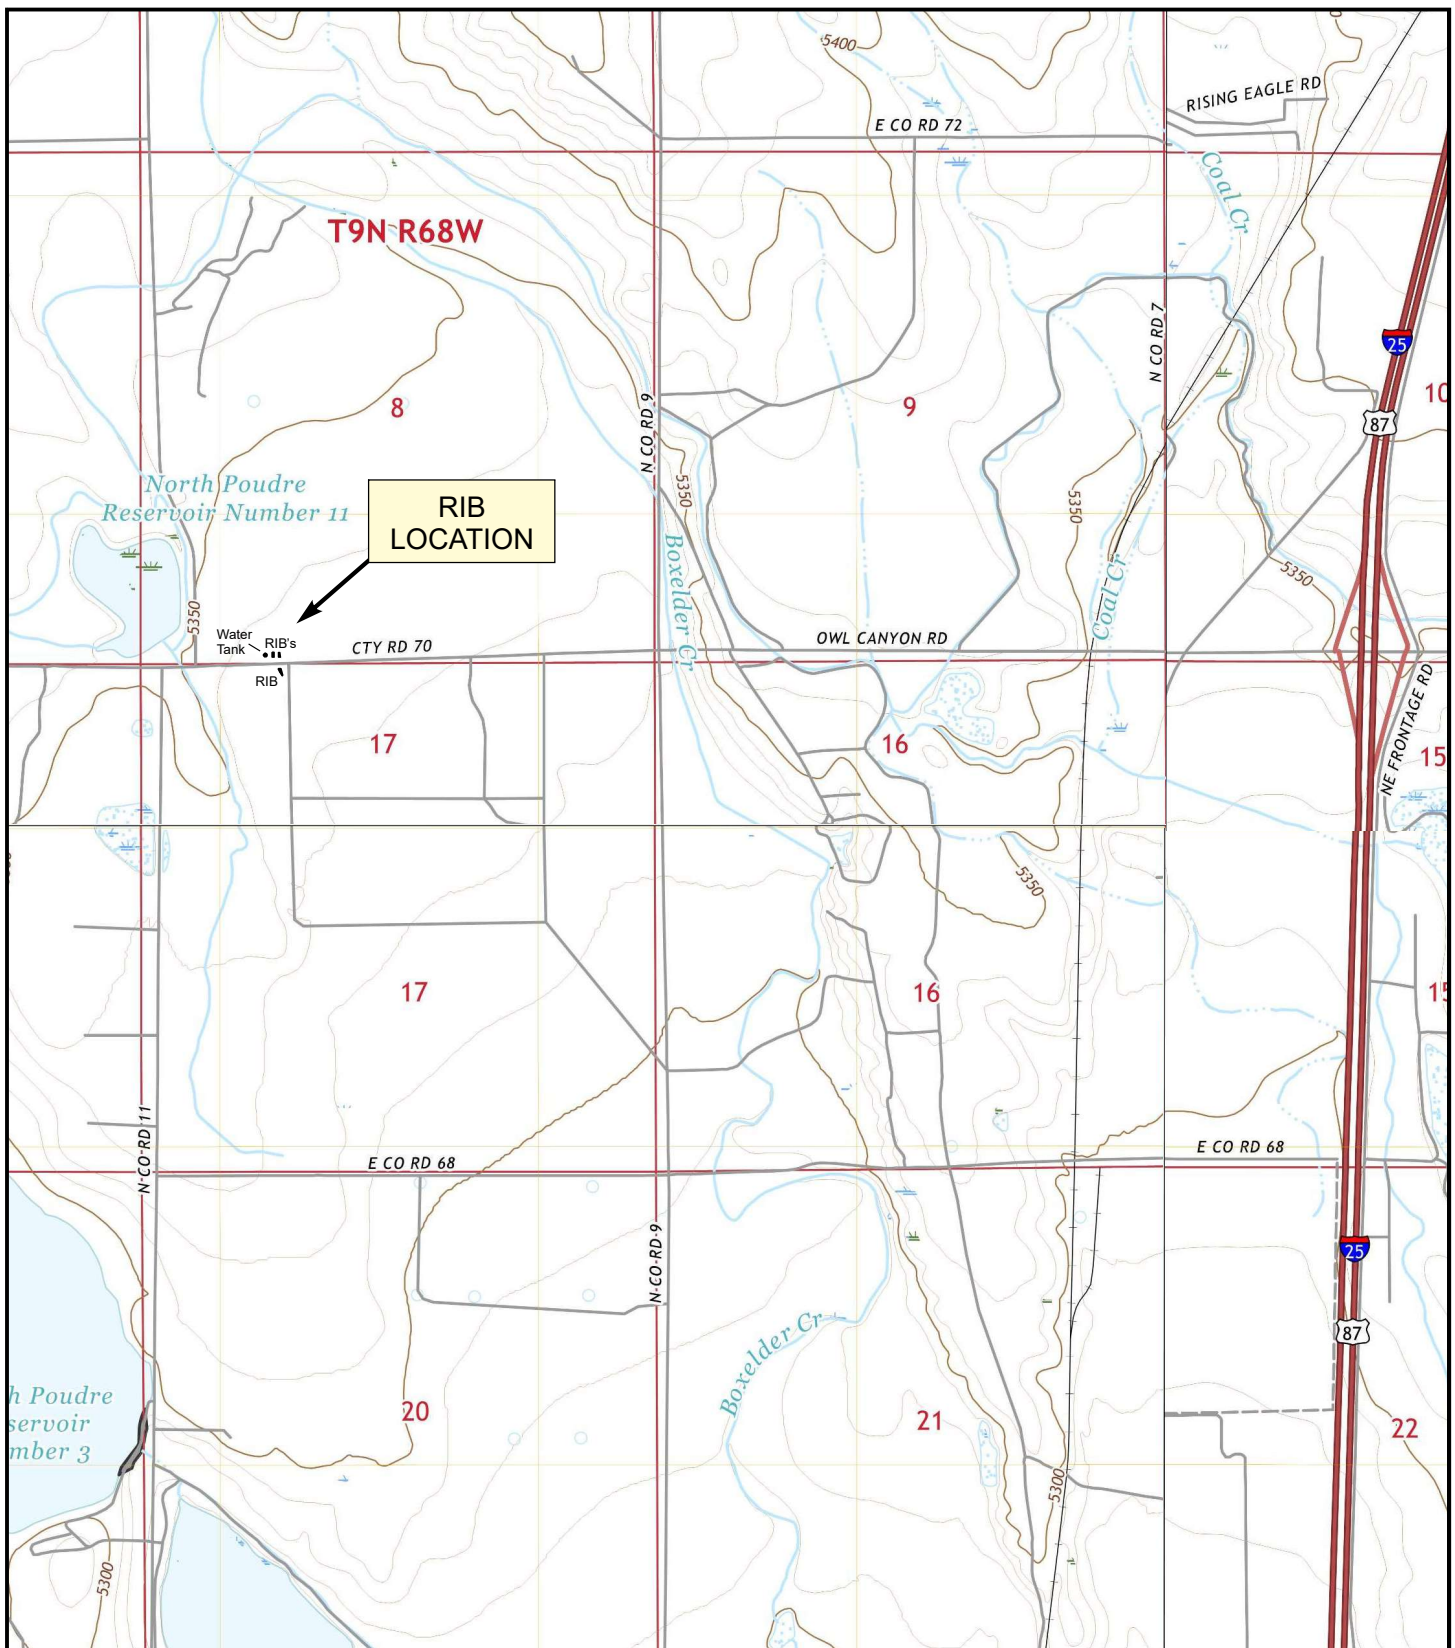 5400
RISING EAGLE RD
E CO RD 72
Coal Cr
T9N R68W
N CO RD 7
25
10
87
8
9
N CO RD 9
North Poudre
Reservoir Number 11
RIB
LOCATION
5350
5350
Boxelder Cr
Coal Cr
5350
5350
Water
Tank
RIB's
CTY RD 70
OWL CANYON RD
RIB
NE FRONTAGE RD
17
16
15
5350
17
16
15
N-CO-RD 11
E CO RD 68
E CO RD 68
N-CO-RD-9
25
Boxelder Cr
87
h Poudre
servoir
mber 3
20
21
22
5300
5300